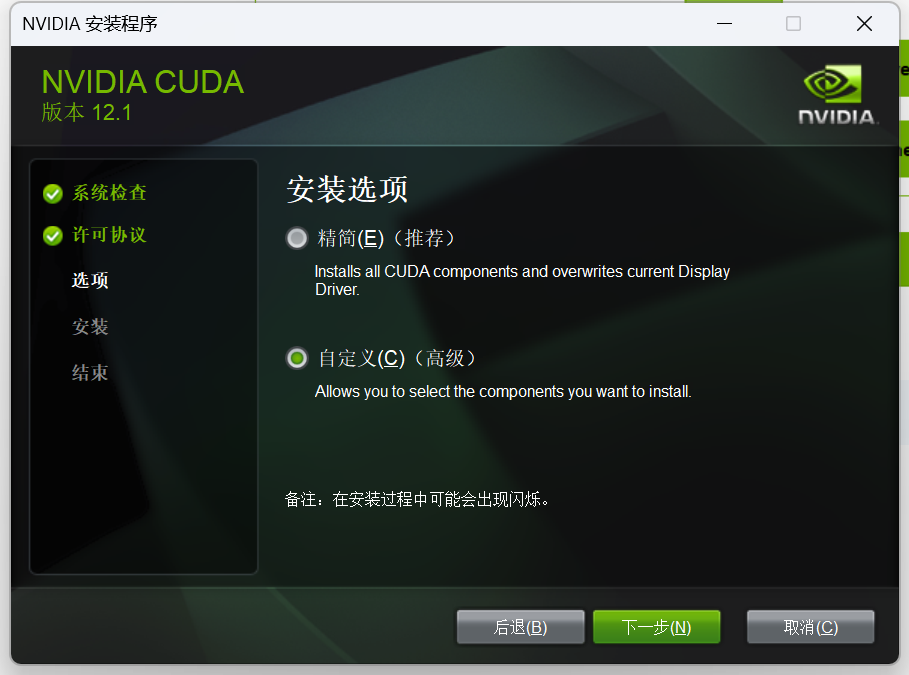 NVIDIA 安装程序
NVIDIA CUDA
版本 12.1
NVIDIA.
系统检查
许可协议
选项
安装
结束
安装选项
精简(E)（推荐）
Installs all CUDA components and overwrites current Display
Driver.
自定义(C)（高级）
Allows you to select the components you want to install.
备注：在安装过程中可能会出现闪烁。
后退(B)
下一步(N)
取消(C)